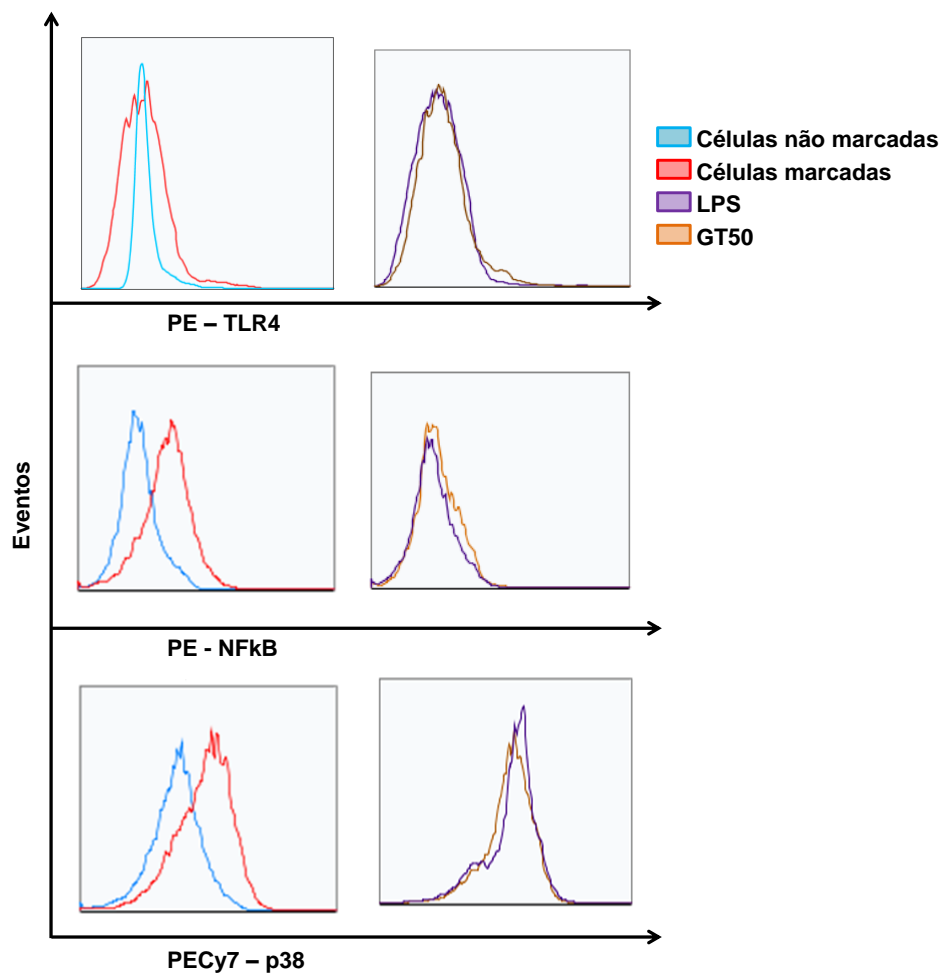 Células não marcadas
Células marcadas
LPS
GT50
PE – TLR4
Eventos
PE - NFkB
PECy7 – p38